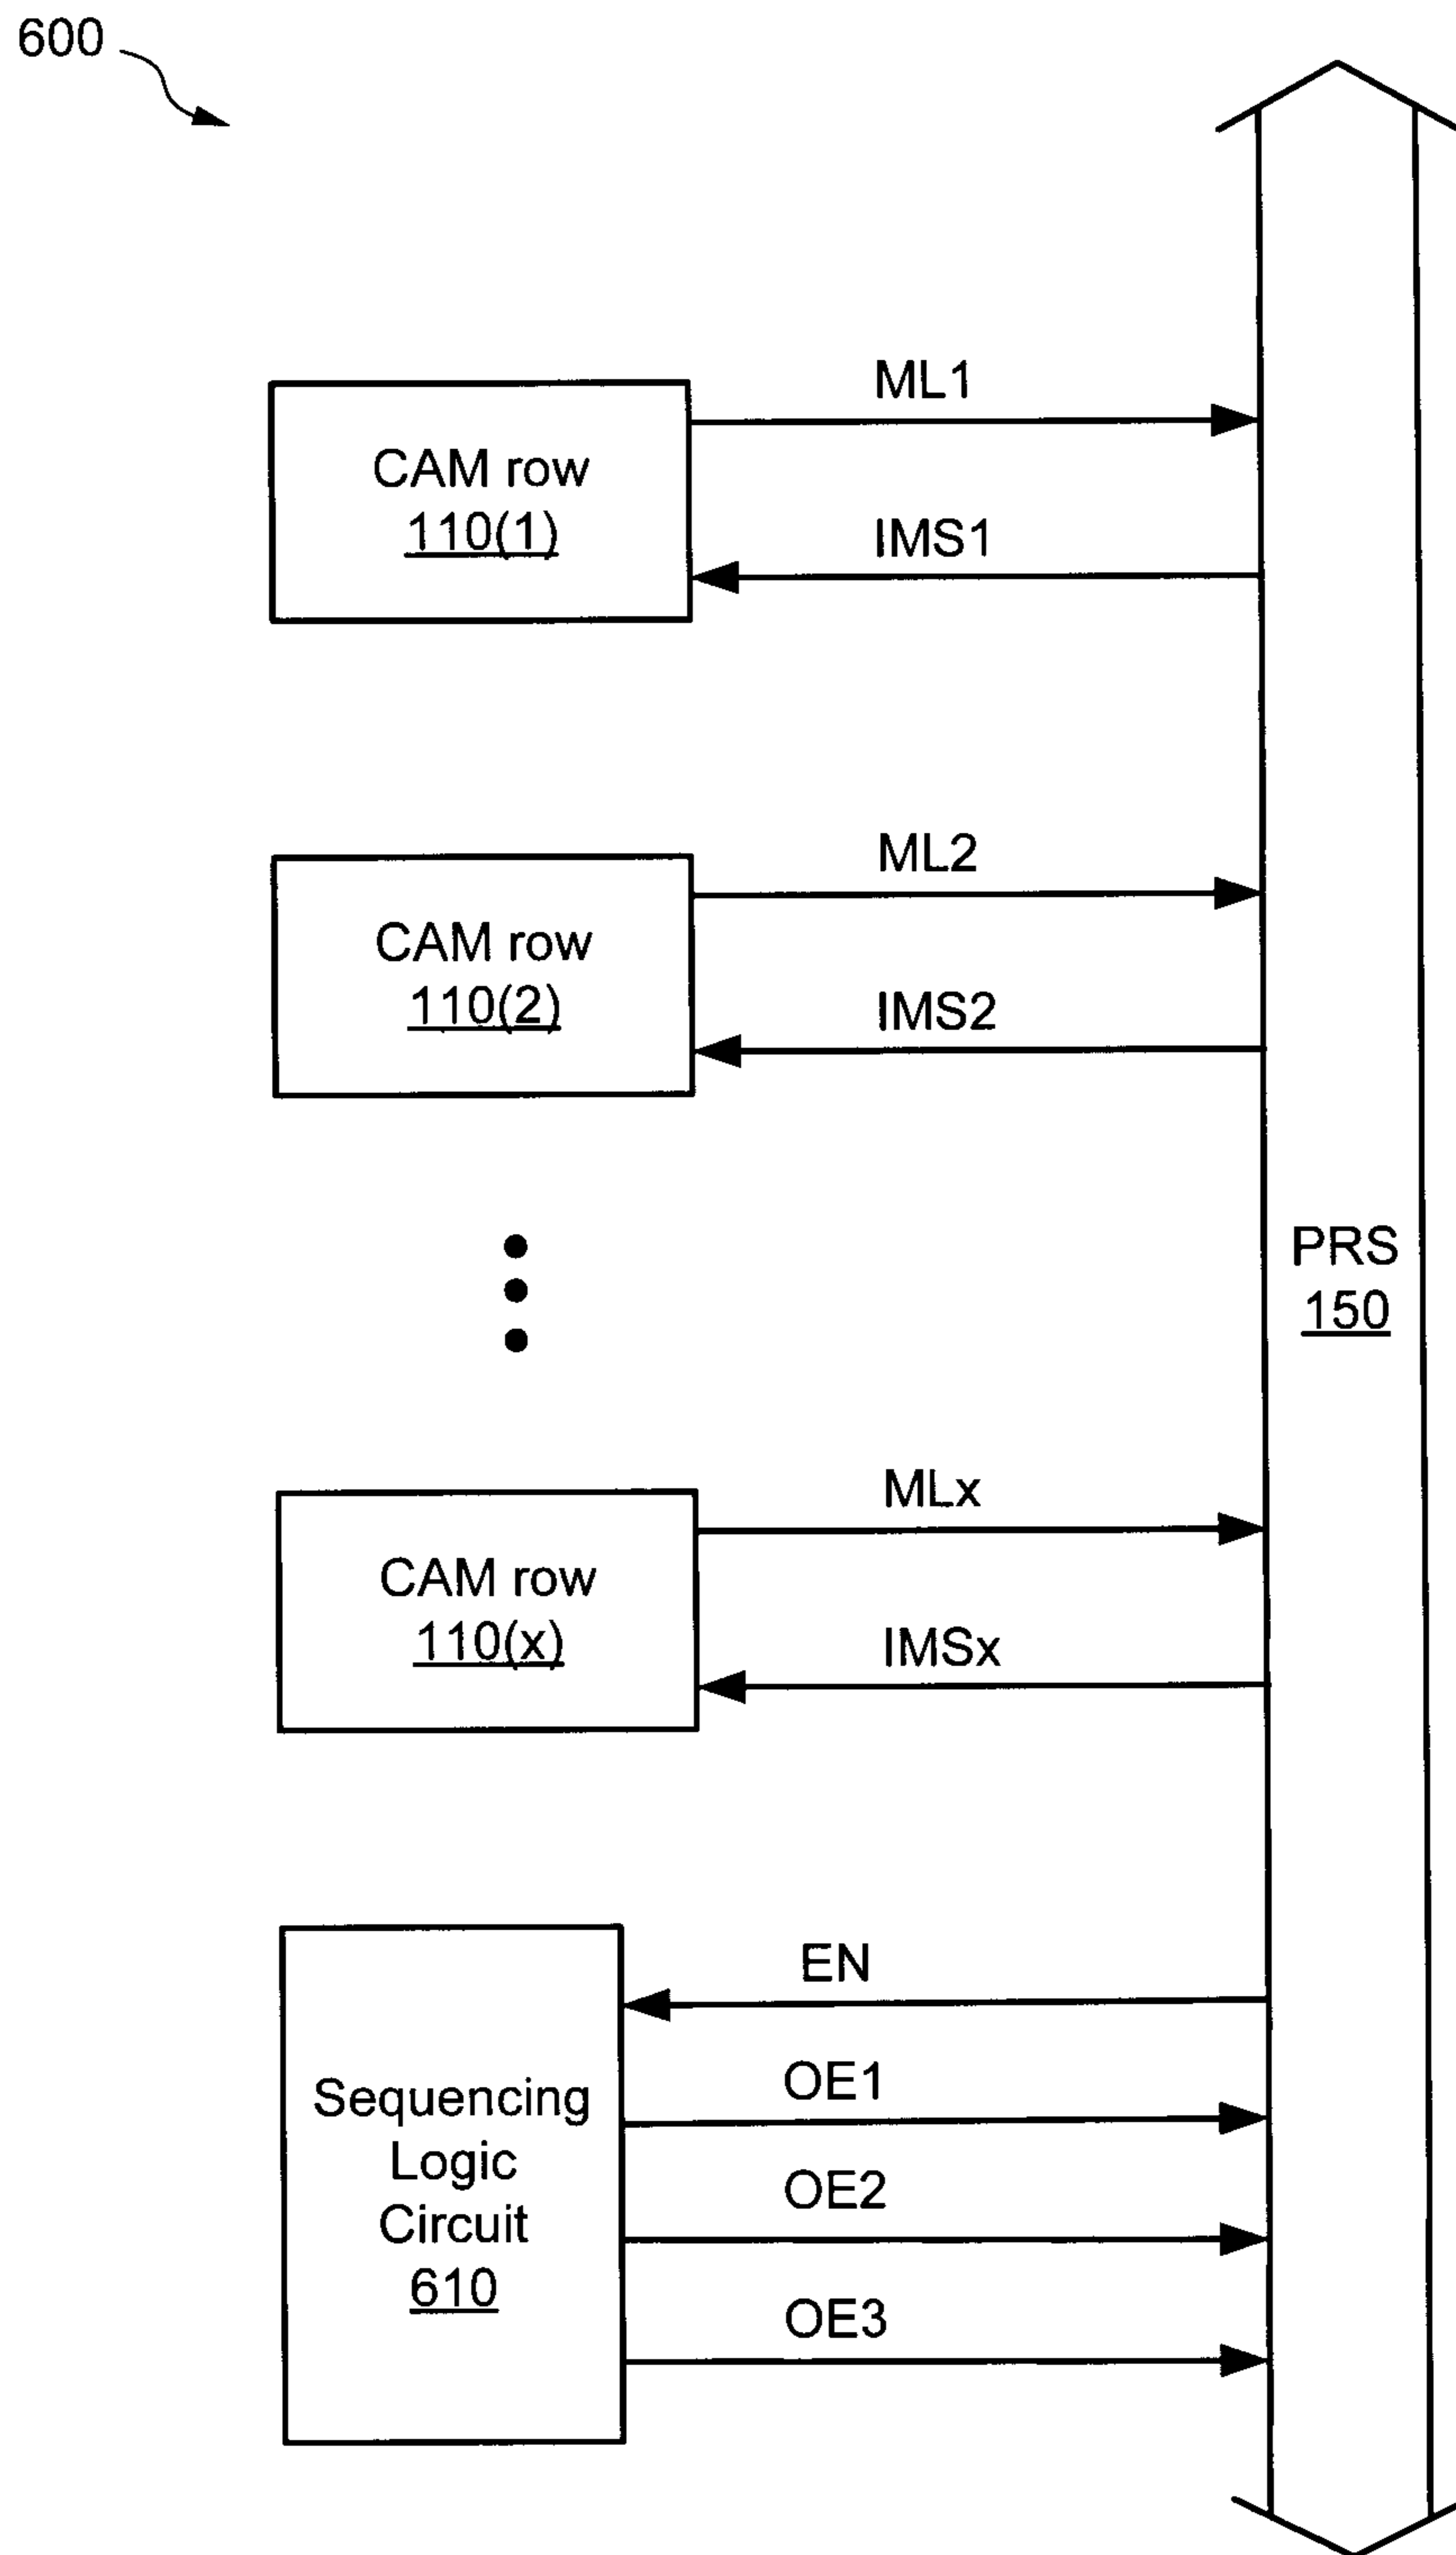 600
ML1
CAM row
110(1)
IMS1
ML2
CAM row
110(2)
IMS2
PRS
150
MLx
CAM row
110(x)
IMSx
EN
OE1
Sequencing
Logic
Circuit
610
OE2
OE3